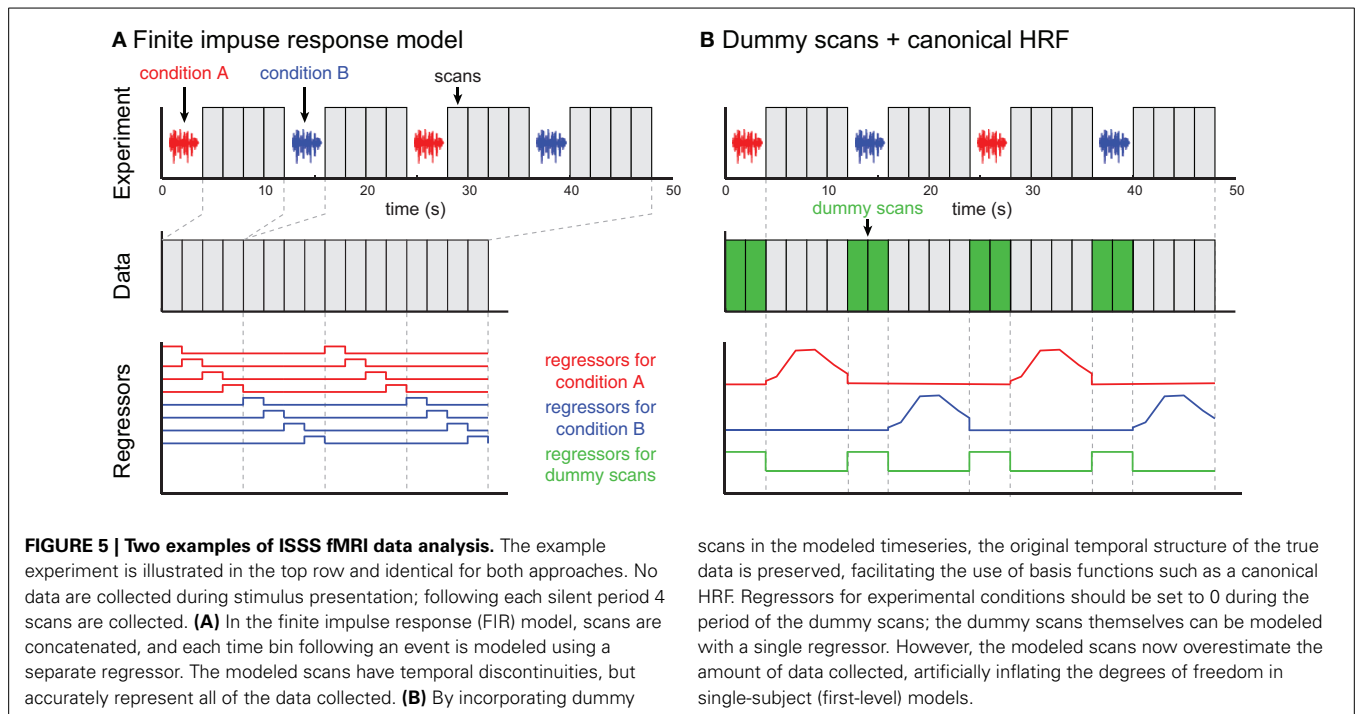 A Finite impuse response model
condition A
condition B
scans
Experiment
0
10
20
30
40
50
time (s)
Data
Regressors
regressors for
condition A
regressors for
condition B
regressors for
dummy scans
B Dummy scans + canonical HRF
0
10
20
30
40
50
dummy scans
time (s)
FIGURE 5 | Two examples of ISSS fMRI data analysis. The example
experiment is illustrated in the top row and identical for both approaches. No
data are collected during stimulus presentation; following each silent period 4
scans are collected. (A) In the finite impulse response (FIR) model, scans are
concatenated, and each time bin following an event is modeled using a
separate regressor. The modeled scans have temporal discontinuities, but
accurately represent all of the data collected. (B) By incorporating dummy
scans in the modeled timeseries, the original temporal structure of the true
data is preserved, facilitating the use of basis functions such as a canonical
HRF. Regressors for experimental conditions should be set to 0 during the
period of the dummy scans; the dummy scans themselves can be modeled
with a single regressor. However, the modeled scans now overestimate the
amount of data collected, artificially inflating the degrees of freedom in
single-subject (first-level) models.